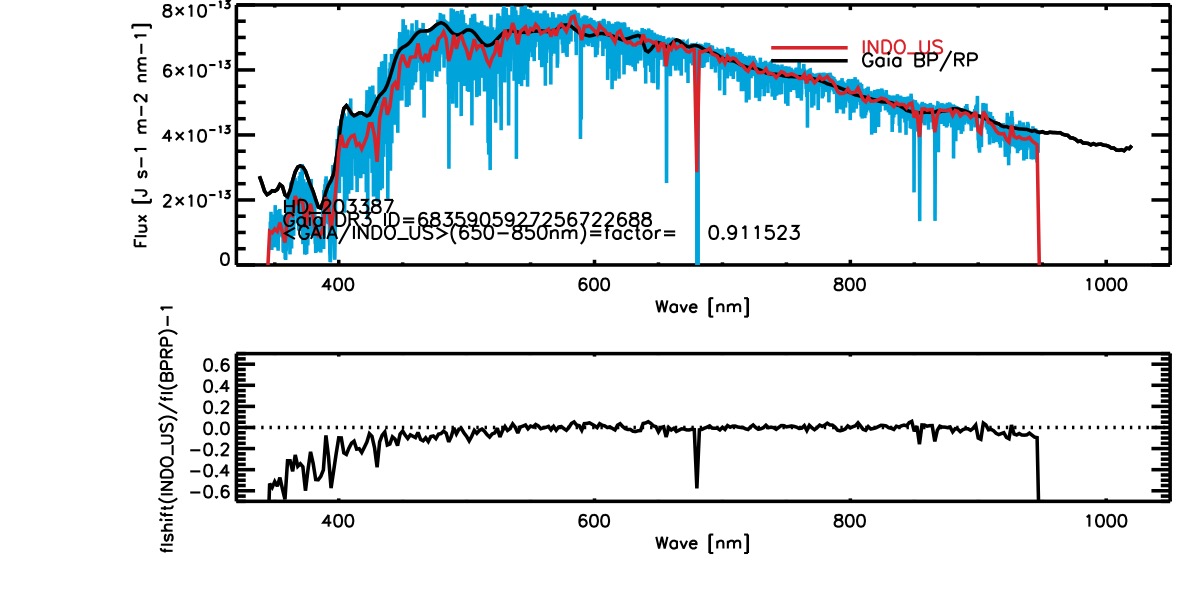 8×10−13
6×10−13
4×10−13
2×10−13
0
Flux [J s−1 m−2 nm−1]
INDO_US
Gaia BP/RP
HD_203387
Gaia DR3 ID=6835905927256722688
<GAIA/INDO_US>(650−850nm)=factor= 0.911523
400 600 800 1000
Wave [nm]
flshift(INDO_US)/fl(BPRP)−1
0.6
0.4
0.2
0.0
−0.2
−0.4
−0.6
400 600 800 1000
Wave [nm]